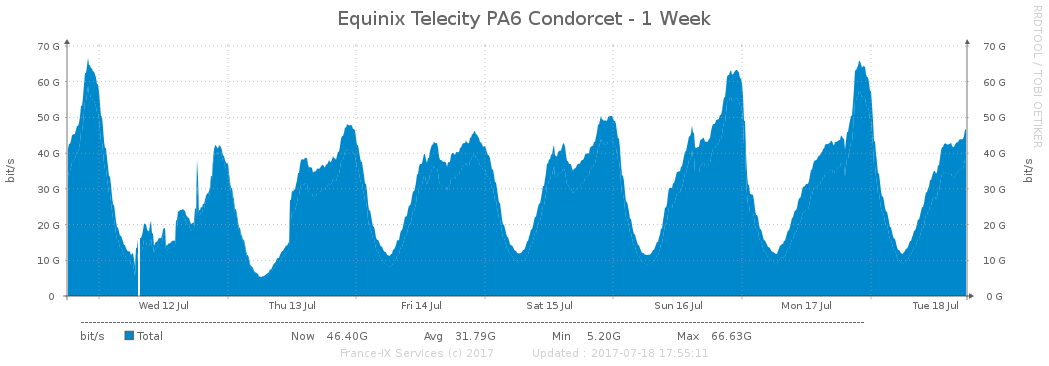 Equinix Telecity PA6 Condorcet - 1 Week
RRDTOOL / TOBI OETIKER
bit/s
70 G
60 G
50 G
40 G
30 G
20 G
10 G
0
70 G
60 G
50 G
40 G
30 G
20 G
10 G
0 G
bit/s
Wed 12 Jul Thu 13 Jul Fri 14 Jul Sat 15 Jul Sun 16 Jul Mon 17 Jul Tue 18 Jul
bit/s Total Now 46.40G Avg 31.79G Min 5.20G Max 66.63G
France-IX Services (c) 2017 Updated : 2017-07-18 17:55:11